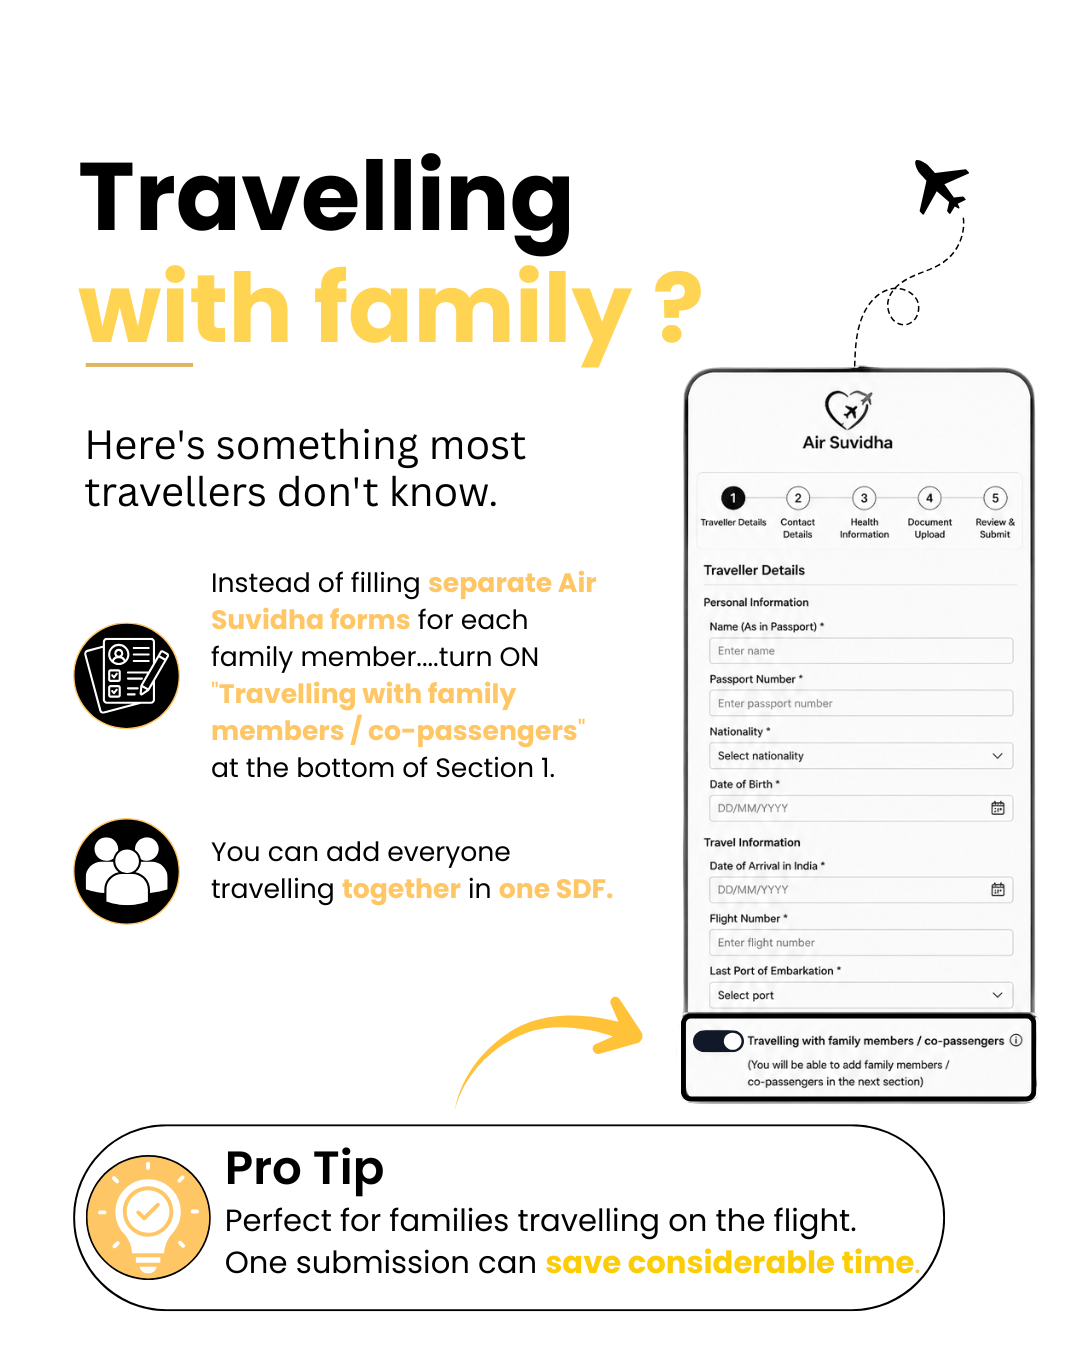 Travelling
with family ?
Here's something most
travellers don't know.
Instead of filling separate Air
Suvidha forms for each
family member....turn ON
"Travelling with family
members / co-passengers"
at the bottom of Section 1.
You can add everyone
travelling together in one SDF.
Air Suvidha
1 2 3 4 5
Traveller Details Contact Details Health Information Document Upload Review & Submit
Traveller Details
Personal Information
Name (As in Passport) *
Enter name
Passport Number *
Enter passport number
Nationality *
Select nationality
Date of Birth *
DD/MM/YYYY
Travel Information
Date of Arrival in India *
DD/MM/YYYY
Flight Number *
Enter flight number
Last Port of Embarkation *
Select port
Travelling with family members / co-passengers
(You will be able to add family members /
co-passengers in the next section)
Pro Tip
Perfect for families travelling on the flight.
One submission can save considerable time.